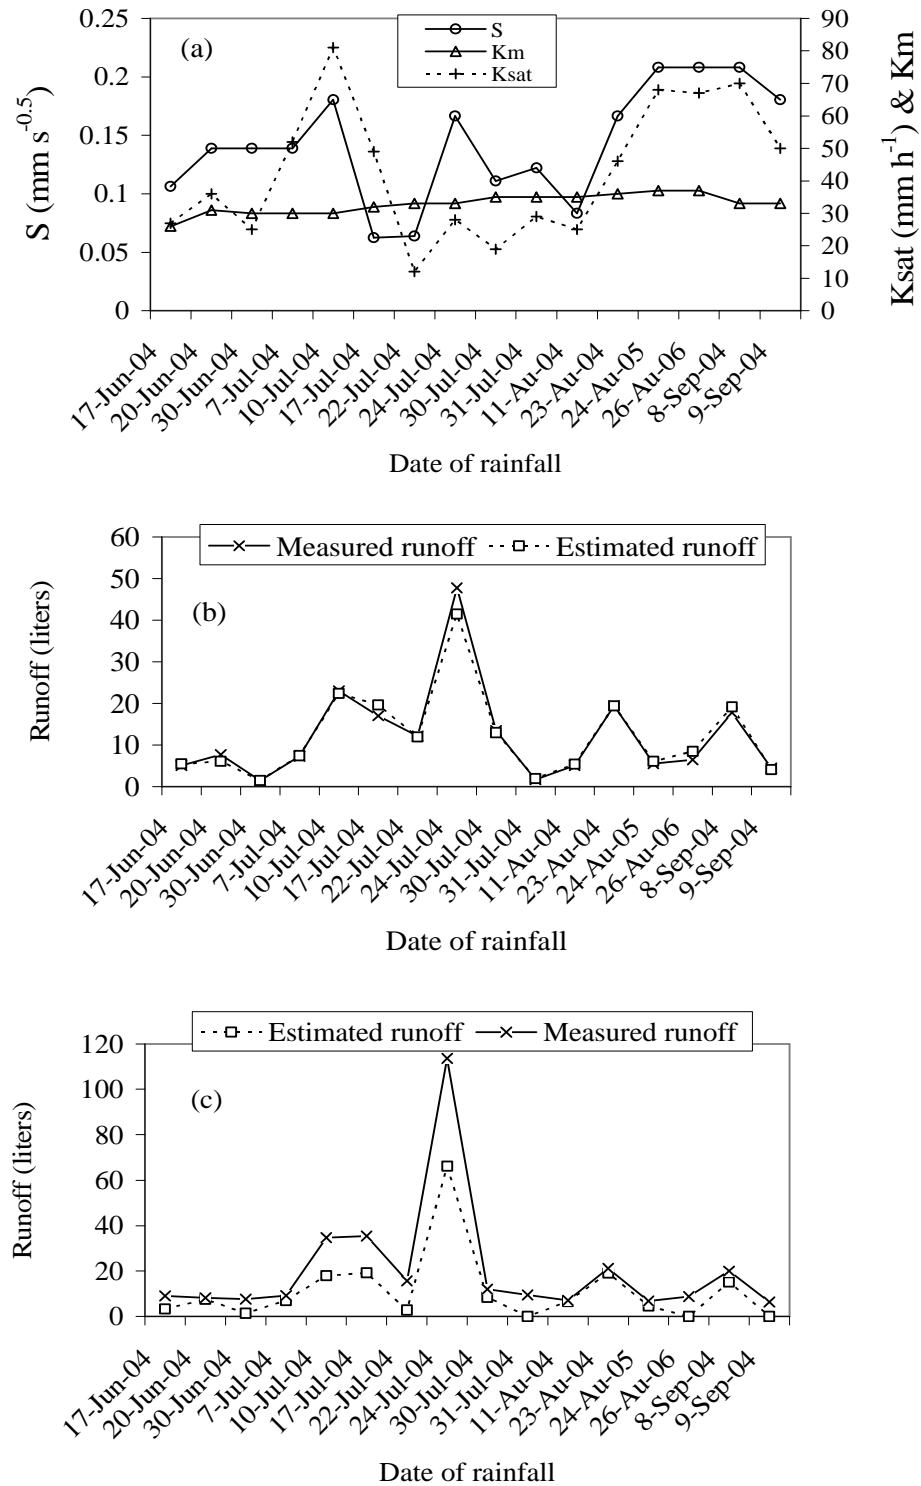 (a)
S
Km
Ksat
0.25
0.2
0.15
0.1
0.05
0
90
80
70
60
50
40
30
20
10
0
S (mm s⁻⁰·⁵)
Ksat (mm h⁻¹) & Km
17-Jun-04
20-Jun-04
30-Jun-04
7-Jul-04
10-Jul-04
17-Jul-04
22-Jul-04
24-Jul-04
30-Jul-04
31-Jul-04
11-Au-04
23-Au-04
24-Au-05
26-Au-06
8-Sep-04
9-Sep-04
Date of rainfall
Measured runoff Estimated runoff
(b)
60
50
40
30
20
10
0
Runoff (liters)
17-Jun-04
20-Jun-04
30-Jun-04
7-Jul-04
10-Jul-04
17-Jul-04
22-Jul-04
24-Jul-04
30-Jul-04
31-Jul-04
11-Au-04
23-Au-04
24-Au-05
26-Au-06
8-Sep-04
9-Sep-04
Date of rainfall
Estimated runoff Measured runoff
(c)
120
100
80
60
40
20
0
Runoff (liters)
17-Jun-04
20-Jun-04
30-Jun-04
7-Jul-04
10-Jul-04
17-Jul-04
22-Jul-04
24-Jul-04
30-Jul-04
31-Jul-04
11-Au-04
23-Au-04
24-Au-05
26-Au-06
8-Sep-04
9-Sep-04
Date of rainfall